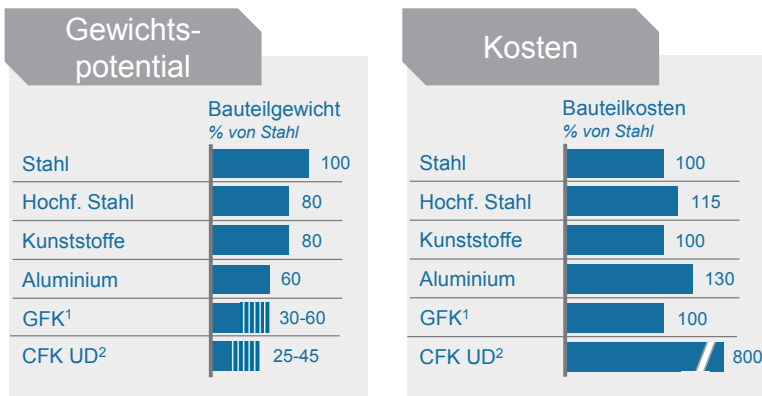 Gewichts-
potential
Bauteilgewicht
% von Stahl
Stahl 100
Hochf. Stahl 80
Kunststoffe 80
Aluminium 60
GFK¹ 30-60
CFK UD² 25-45
Kosten
Bauteilkosten
% von Stahl
Stahl 100
Hochf. Stahl 115
Kunststoffe 100
Aluminium 130
GFK¹ 100
CFK UD² 800